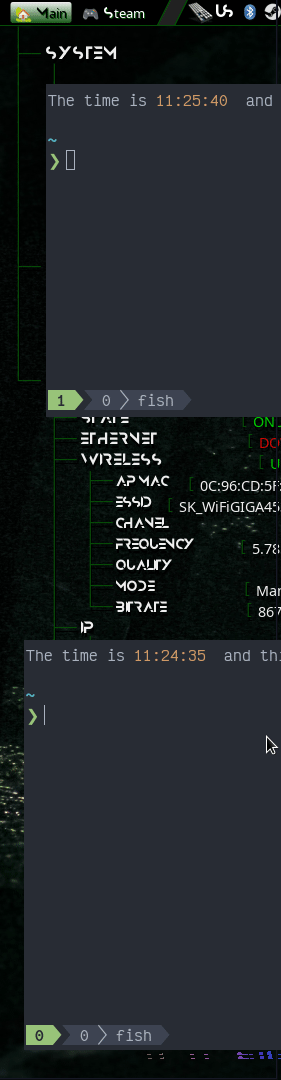 Main Steam US
SYSTEM
The time is 11:25:40 and
~
❯
1 0 fish
STATE ON
ETHERNET
WIRELESS
AP MAC 0C:96:CD:5F
ESSID SK_WiFiGIGA45
CHANEL
FREQUENCY 5.78
QUALITY
MODE Mar
BITRATE 867
IP
The time is 11:24:35 and thi
~
❯
0 0 fish